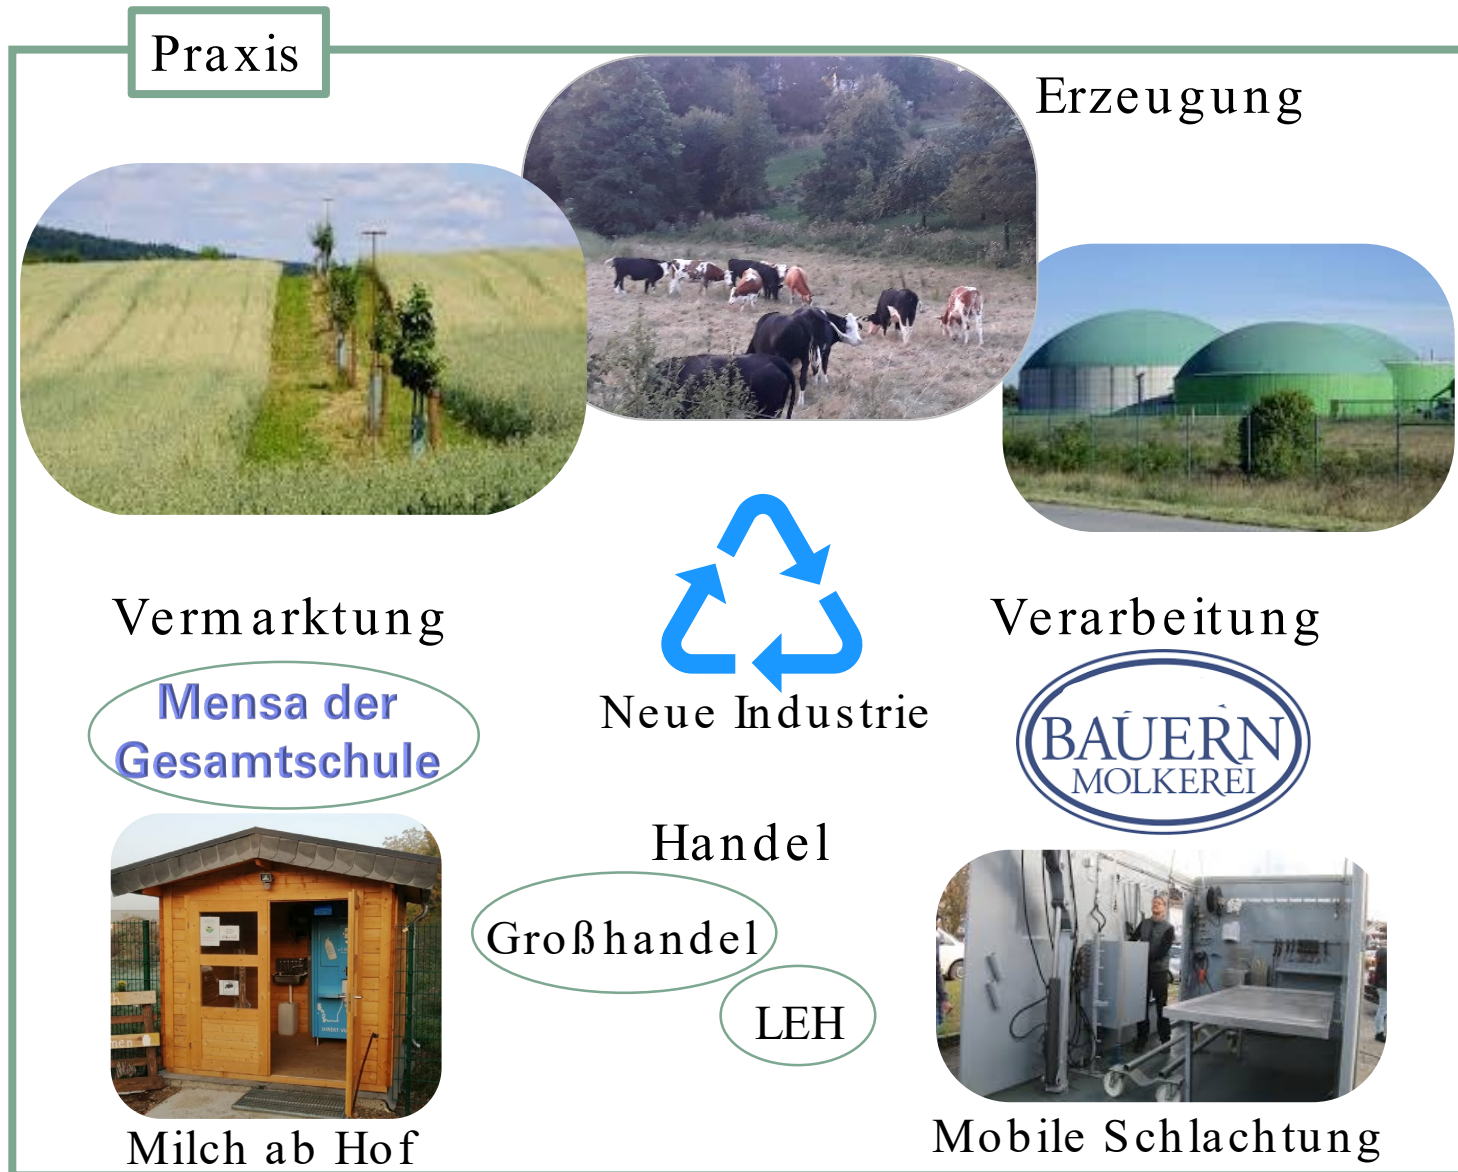 Praxis
Erzeugung
Vermarktung
Verarbeitung
Mensa der
Gesamtschule
Neue Industrie
BAUERN
MOLKEREI
Handel
Großhandel
LEH
Milch ab Hof
Mobile Schlachtung